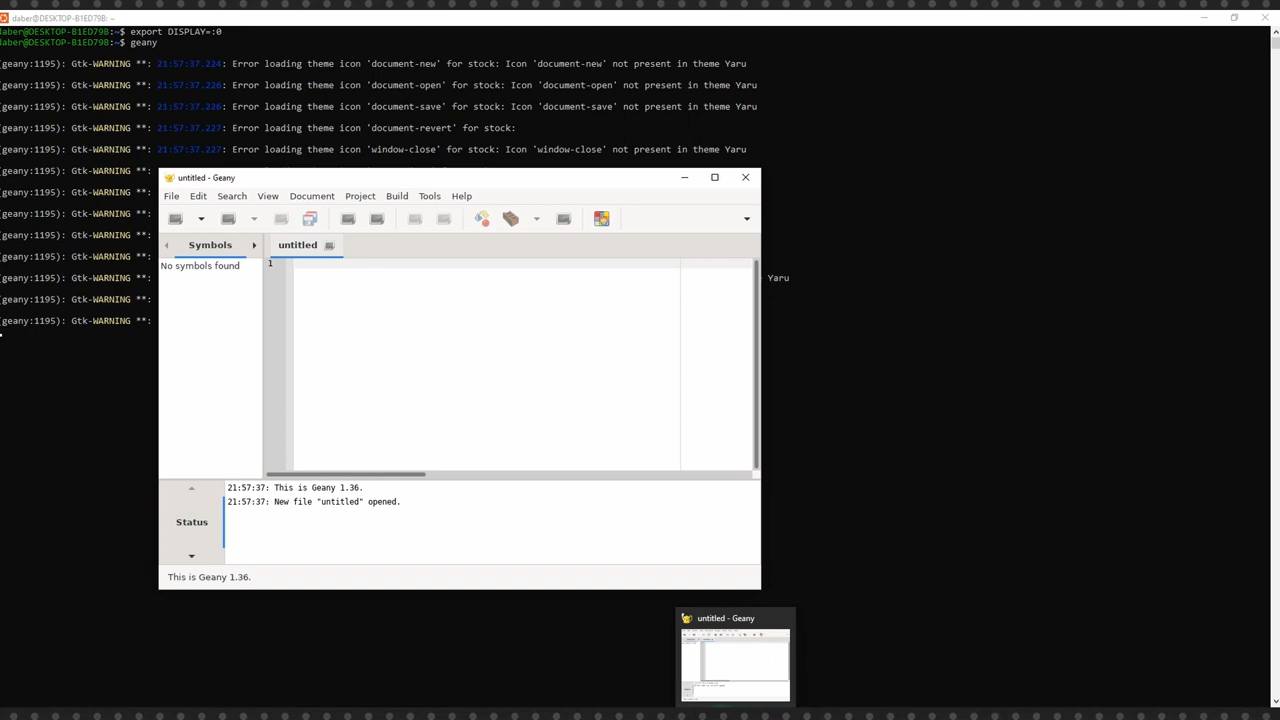 daber@DESKTOP-B1ED79B: ~
daber@DESKTOP-B1ED79B:~$ export DISPLAY=:0
daber@DESKTOP-B1ED79B:~$ geany
(geany:1195): Gtk-WARNING **: 21:57:37.224: Error loading theme icon 'document-new' for stock: Icon 'document-new' not present in theme Yaru
(geany:1195): Gtk-WARNING **: 21:57:37.226: Error loading theme icon 'document-open' for stock: Icon 'document-open' not present in theme Yaru
(geany:1195): Gtk-WARNING **: 21:57:37.226: Error loading theme icon 'document-save' for stock: Icon 'document-save' not present in theme Yaru
(geany:1195): Gtk-WARNING **: 21:57:37.227: Error loading theme icon 'document-revert' for stock:
(geany:1195): Gtk-WARNING **: 21:57:37.227: Error loading theme icon 'window-close' for stock: Icon 'window-close' not present in theme Yaru
(geany:1195): Gtk-WARNING **:
(geany:1195): Gtk-WARNING **:
(geany:1195): Gtk-WARNING **:
(geany:1195): Gtk-WARNING **:
(geany:1195): Gtk-WARNING **:
(geany:1195): Gtk-WARNING **: Yaru
(geany:1195): Gtk-WARNING **:
(geany:1195): Gtk-WARNING **:
untitled - Geany
File Edit Search View Document Project Build Tools Help
Symbols untitled
No symbols found
1
21:57:37: This is Geany 1.36.
21:57:37: New file "untitled" opened.
Status
This is Geany 1.36.
untitled - Geany